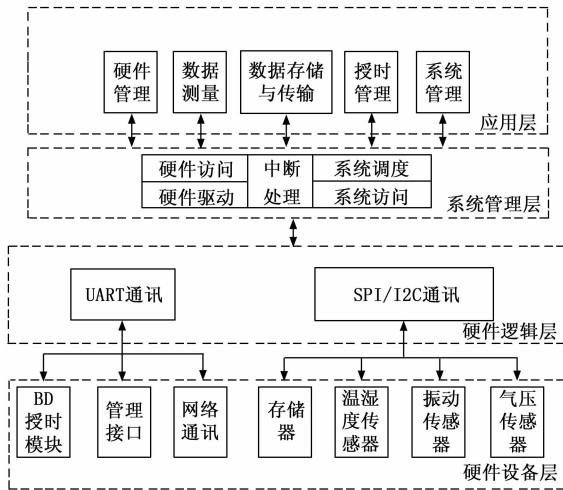 硬件
管理
数据
测量
数据存储
与传输
授时
管理
系统
管理
应用层
硬件访问
硬件驱动
中断
处理
系统调度
系统访问
系统管理层
UART通讯
SPI/I2C通讯
硬件逻辑层
BD
授时
模块
管理
接口
网络
通讯
存储
器
温湿
度传
感器
振动
传感
器
气压
传感
器
硬件设备层